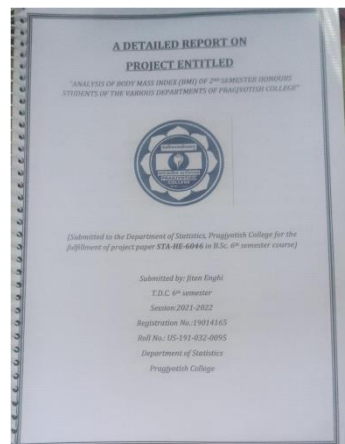 A DETAILED REPORT ON
PROJECT ENTITLED
"ANALYSIS OF BODY MASS INDEX (BMI) OF 2ND SEMESTER HONOURS
STUDENTS OF THE VARIOUS DEPARTMENTS OF PRAGJYOTISH COLLEGE"
PRAGJYOTISH
COLLEGE
(Submitted to the Department of Statistics, Pragjyotish College for the
fulfillment of project paper STA-HE-6046 in B.Sc. 6th semester course)
Submitted by: Jiten Enghi
T.D.C. 6th semester
Session:2021-2022
Registration No.:19014165
Roll No.: US-191-032-0095
Department of Statistics
Pragjyotish College